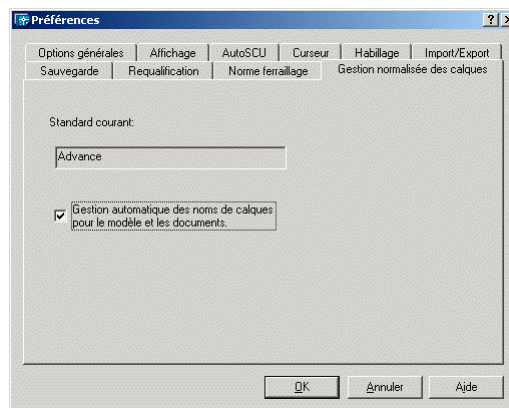 Préférences
Options générales Affichage AutoSCU Curseur Habillage Import/Export
Sauvegarde Requalification Norme ferraillage Gestion normalisée des calques
Standard courant:
Advance
Gestion automatique des noms de calques
pour le modèle et les documents.
OK Annuler Aide